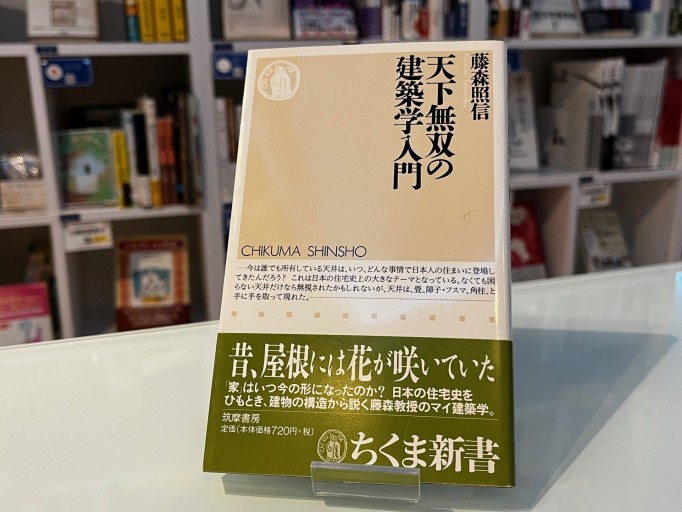 藤森照信
天下無双の
建築学入門
CHIKUMA SHINSHO
……今は誰でも所有している天井は、いつ、どんな事情で日本人の住まいに登場し
てきたんだろう? これは日本の住宅史上の大きなテーマとなっている。なくても困
らない天井だけなら無視されたかもしれないが、天井は、畳、障子・フスマ、角柱、と
手に手を取って現れた。
昔、屋根には花が咲いていた
「家」はいつ今の形になったのか? 日本の住宅史を
ひもとき、建物の構造から説く藤森教授のマイ建築学。
筑摩書房
定価(本体価格720円+税)
ちくま新書